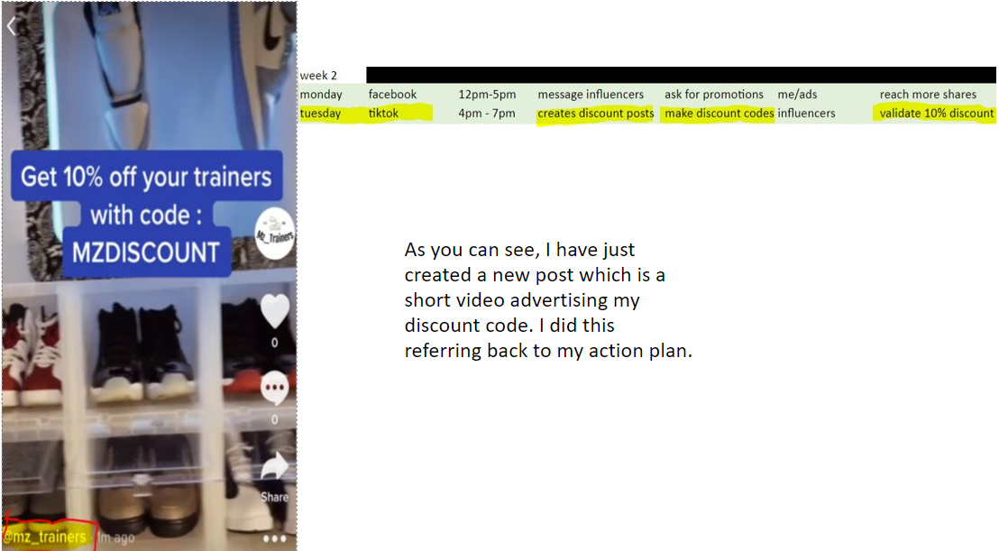 Get 10% off your trainers
with code :
MZDISCOUNT
Mz_Trainers
0
0
Share
@mz_trainers 1m ago
week 2
monday facebook 12pm-5pm message influencers ask for promotions me/ads reach more shares
tuesday tiktok 4pm - 7pm creates discount posts make discount codes influencers validate 10% discount
As you can see, I have just
created a new post which is a
short video advertising my
discount code. I did this
referring back to my action plan.